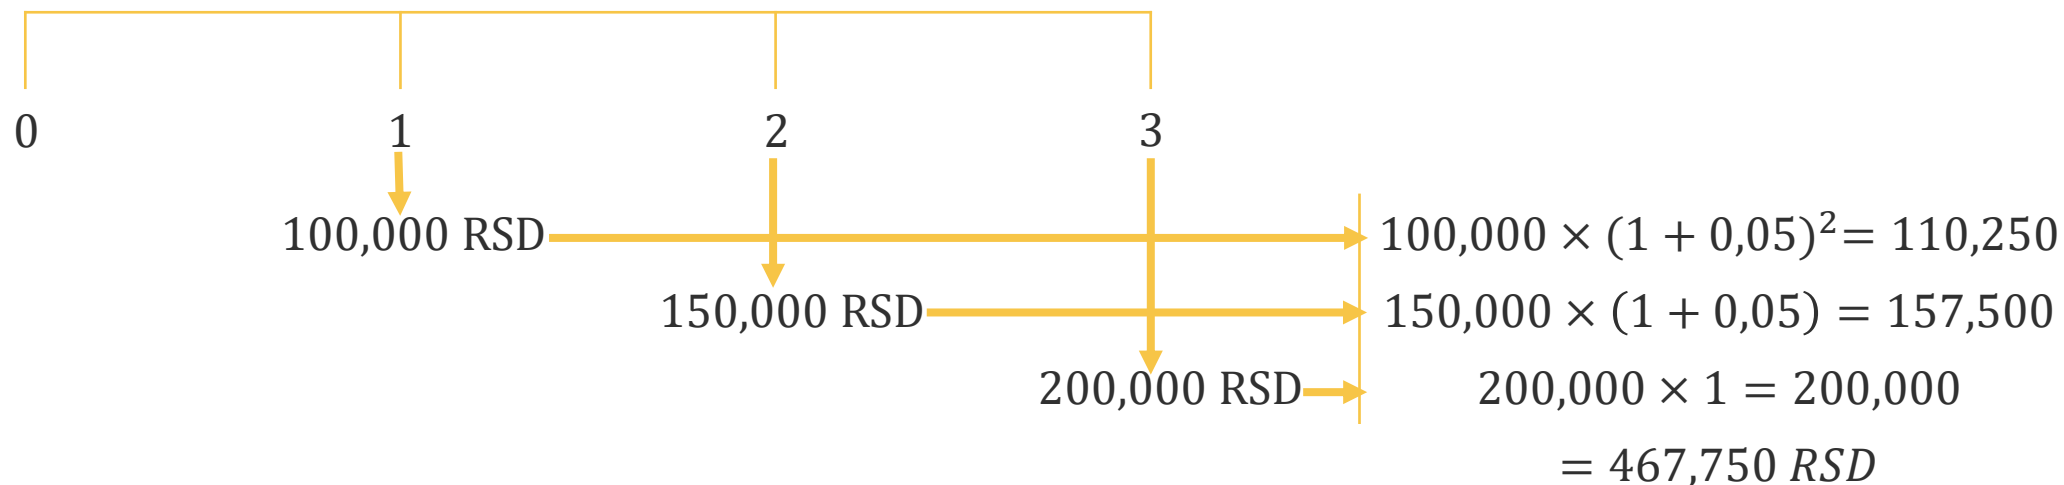 0 1 2 3
100,000 RSD 100,000 × (1 + 0,05)²= 110,250
150,000 RSD 150,000 × (1 + 0,05) = 157,500
200,000 RSD 200,000 × 1 = 200,000
= 467,750 RSD